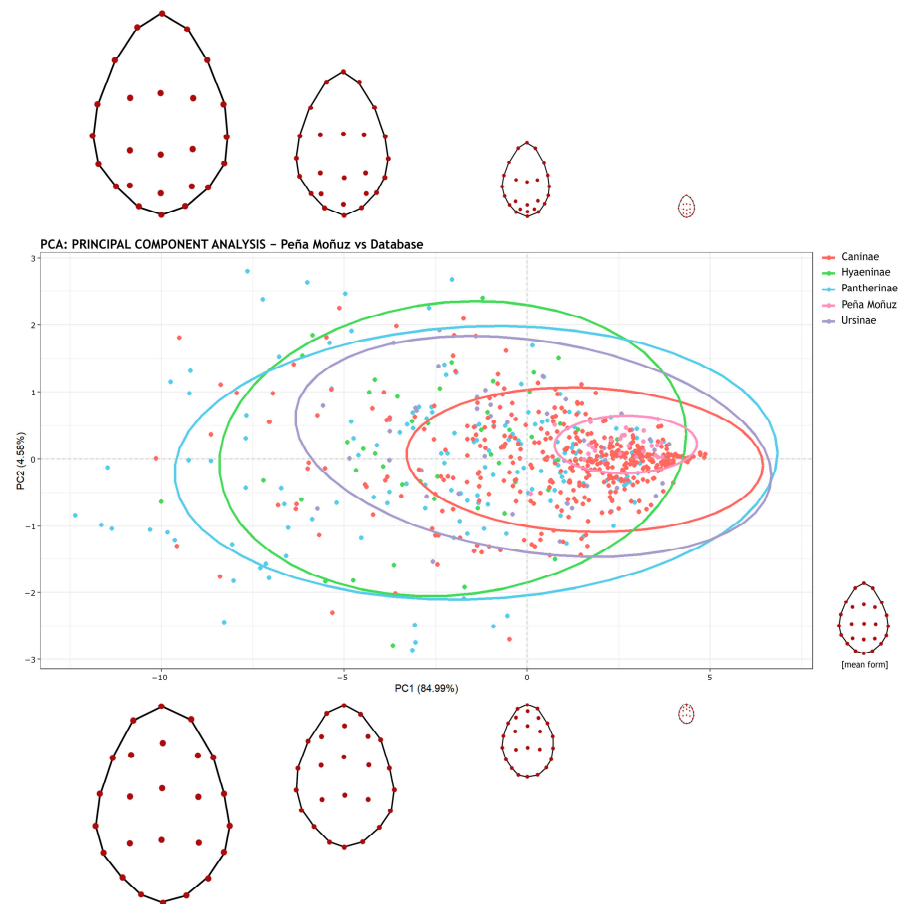 PCA: PRINCIPAL COMPONENT ANALYSIS – Peña Moñuz vs Database
Caninae
Hyaeninae
Pantherinae
Peña Moñuz
Ursinae
3
2
1
0
−1
−2
−3
PC2 (4.58%)
−10
−5
0
5
PC1 (84.99%)
[mean form]